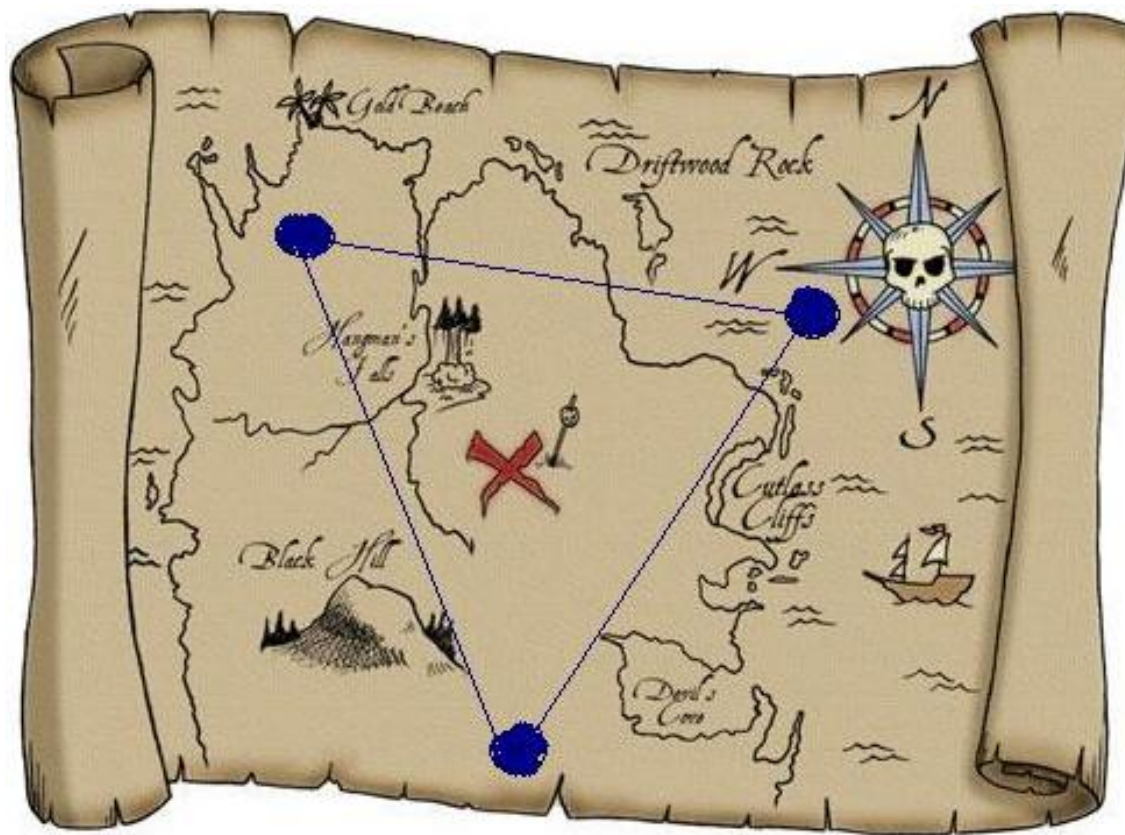 N
Gold Beach
Driftwood Rock
W
Hangman's
Falls
S
Cutlass
Cliffs
Black Hill
Devil's
Cove